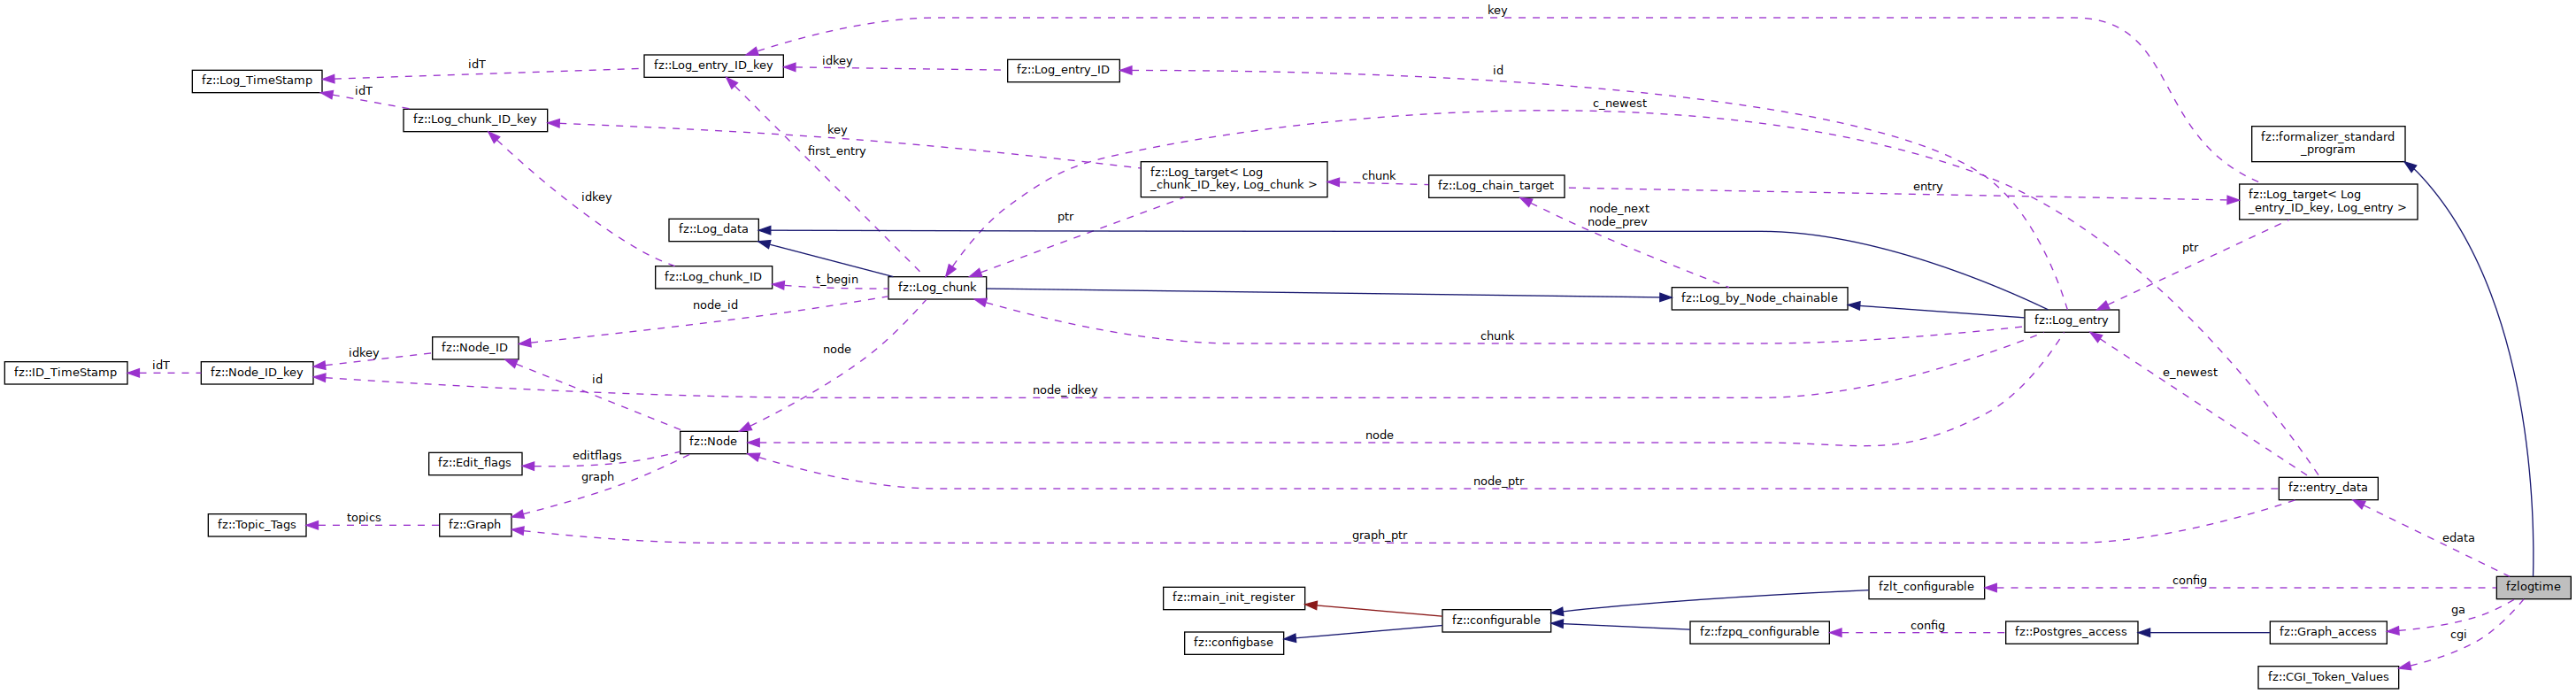 key
fz::Log_TimeStamp
idT
fz::Log_entry_ID_key
idkey
fz::Log_entry_ID
id
idT
fz::Log_chunk_ID_key
c_newest
key
first_entry
fz::formalizer_standard
_program
fz::Log_target< Log
_chunk_ID_key, Log_chunk >
chunk
fz::Log_chain_target
entry
fz::Log_target< Log
_entry_ID_key, Log_entry >
idkey
ptr
node_next
node_prev
fz::Log_data
ptr
fz::Log_chunk_ID
t_begin
fz::Log_chunk
fz::Log_by_Node_chainable
node_id
fz::Log_entry
chunk
fz::Node_ID
node
idkey
fz::ID_TimeStamp
idT
fz::Node_ID_key
e_newest
id
node_idkey
fz::Node
node
editflags
fz::Edit_flags
graph
node_ptr
fz::entry_data
topics
fz::Topic_Tags
fz::Graph
graph_ptr
edata
config
fzlt_configurable
fzlogtime
fz::main_init_register
ga
fz::configurable
config
fz::fzpq_configurable
fz::Postgres_access
fz::Graph_access
cgi
fz::configbase
fz::CGI_Token_Values